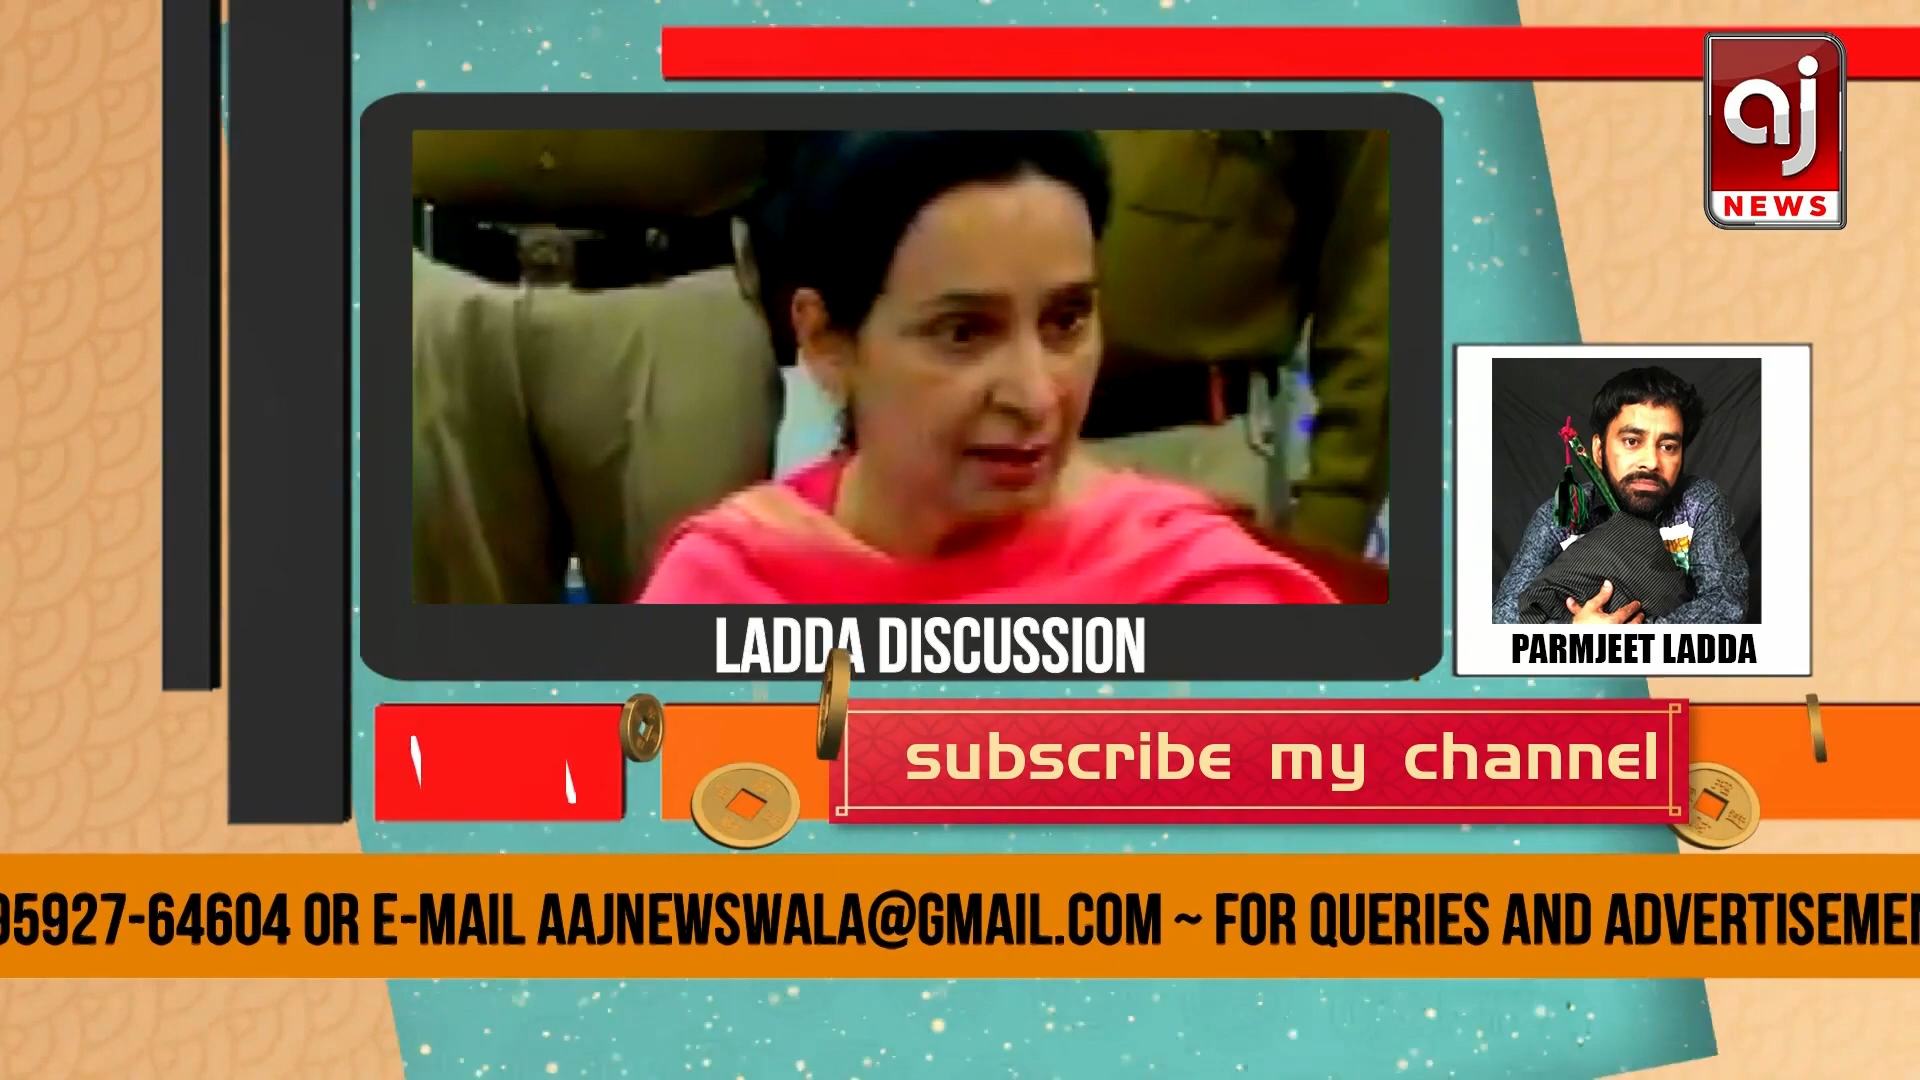 aj
NEWS
LADDA DISCUSSION
PARMJEET LADDA
subscribe my channel
95927-64604 OR E-MAIL AAJNEWSWALA@GMAIL.COM ~ FOR QUERIES AND ADVERTISEMEN